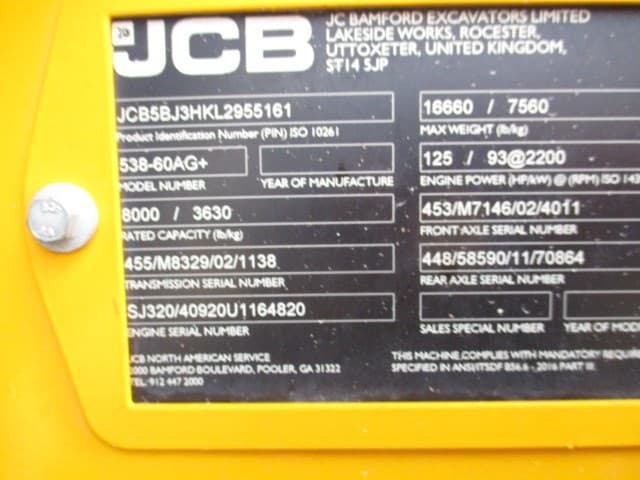 JCB
JC BAMFORD EXCAVATORS LIMITED
LAKESIDE WORKS, ROCESTER,
UTTOXETER, UNITED KINGDOM,
ST14 5JP
JCB5BJ3HKL2955161
Product Identification Number (PIN) ISO 10261
16660 / 7560
MAX WEIGHT (lb/kg)
538-60AG+
MODEL NUMBER
YEAR OF MANUFACTURE
125 / 93@2200
ENGINE POWER (HP/kW) @ (RPM) ISO 143
8000 / 3630
RATED CAPACITY (lb/kg)
453/M7146/02/4011
FRONT AXLE SERIAL NUMBER
455/M8329/02/1138
TRANSMISSION SERIAL NUMBER
448/58590/11/70864
REAR AXLE SERIAL NUMBER
SJ320/40920U1164820
ENGINE SERIAL NUMBER
SALES SPECIAL NUMBER
YEAR OF MOD
JCB NORTH AMERICAN SERVICE
2000 BAMFORD BOULEVARD, POOLER, GA 31322
TEL. 912 447 2000
THIS MACHINE COMPLIES WITH MANDATORY REQUIRE
SPECIFIED IN ANSI/ITSDF B56.6 - 2016 PART III.